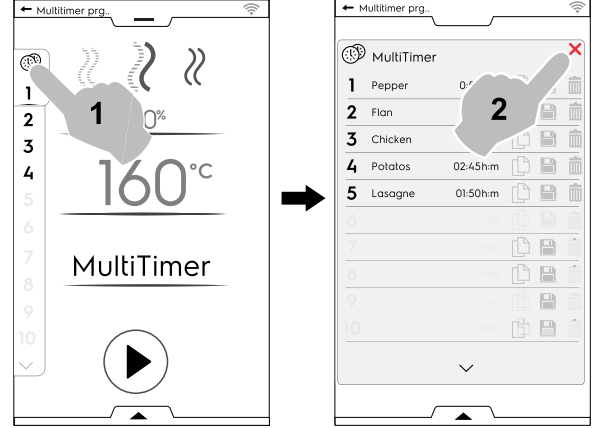 Multitimer prg..
1
2
3
4
5
6
7
8
9
10
1
0%
160°C
MultiTimer
Multitimer prg..
MultiTimer
1 Pepper
2 Flan
3 Chicken
4 Potatos 02:45h:m
5 Lasagne 01:50h:m
6
7
8
9
10
2